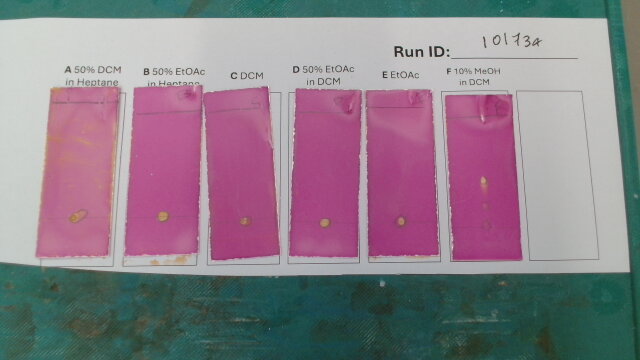 Run ID: 10173a
A 50% DCM
in Heptane
B 50% EtOAc
in Heptane
C DCM
D 50% EtOAc
in DCM
E EtOAc
F 10% MeOH
in DCM